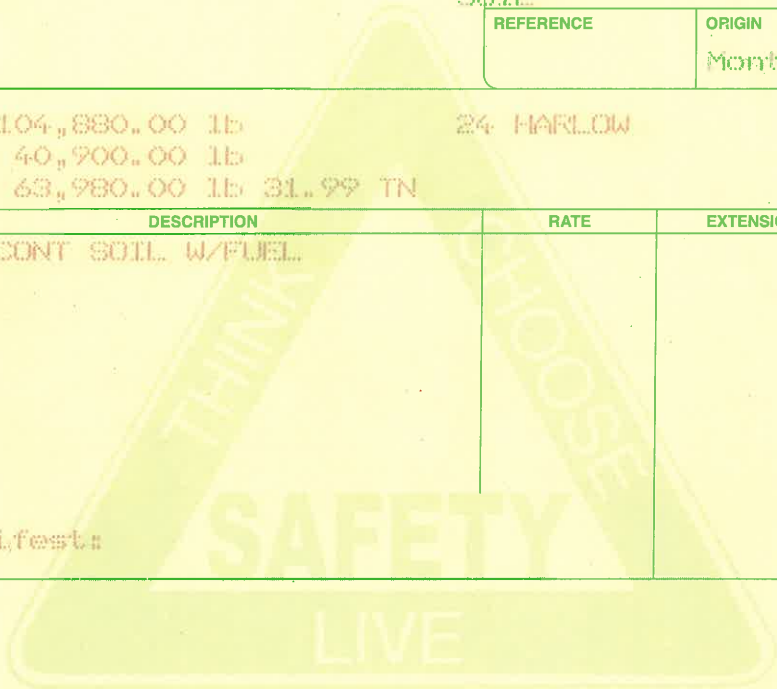 REFERENCE ORIGIN
Mont
104,880.00 lb 24 HARLOW
40,900.00 lb
63,980.00 lb 31.99 TN
DESCRIPTION RATE EXTENSIO
CONT SOIL W/FUEL
THINK CHOOSE
SAFETY
ifest:
LIVE